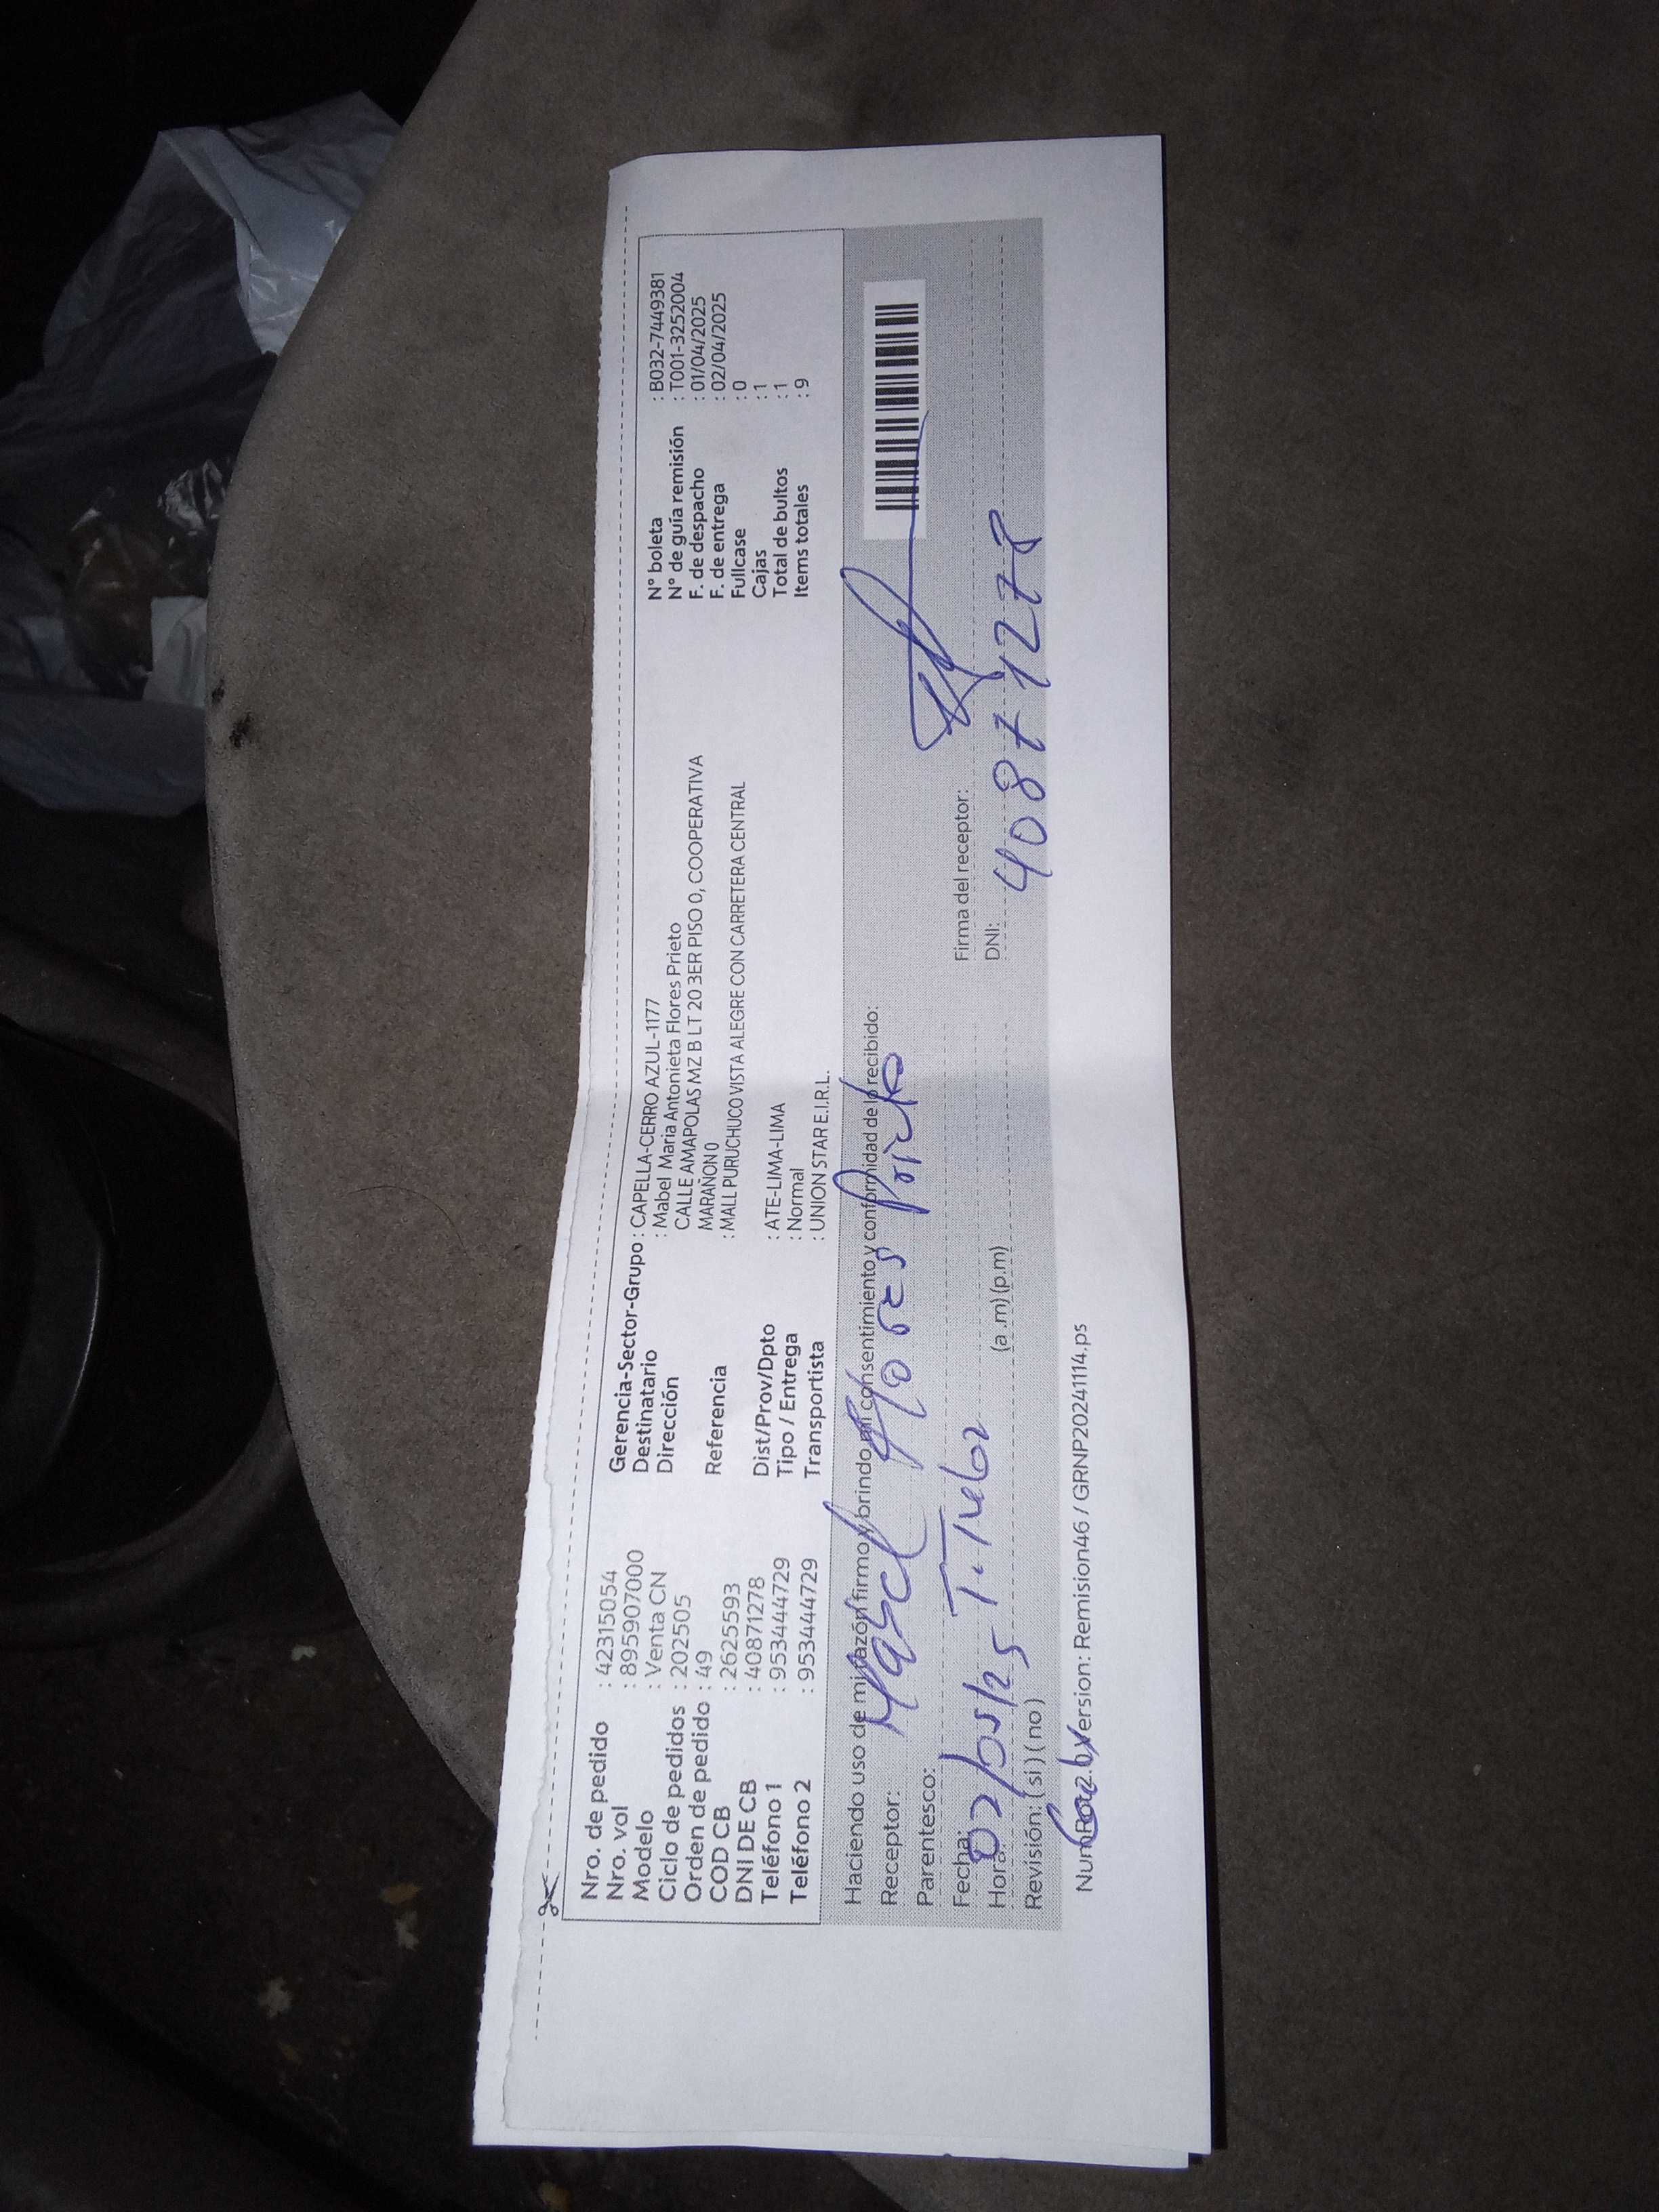 Nro. de pedido : 42315054
Nro. vol : 895907000
Modelo : Venta CN
Ciclo de pedidos : 202505
Orden de pedido : 49
COD CB : 2625593
DNI DE CB : 40871278
Teléfono 1 : 953444729
Teléfono 2 : 953444729
Gerencia-Sector-Grupo : CAPELLA-CERRO AZUL-1177
Destinatario : Mabel Maria Antonieta Flores Prieto
Dirección CALLE AMAPOLAS MZ B LT 20 3ER PISO 0, COOPERATIVA
MARAÑON 0
Referencia : MALL PURUCHUCO VISTA ALEGRE CON CARRETERA CENTRAL
Dist/Prov/Dpto : ATE-LIMA-LIMA
Tipo / Entrega : Normal
Transportista : UNION STAR E.I.R.L.
N° boleta : B032-7449381
N° de guía remisión : T001-3252004
F. de despacho : 01/04/2025
F. de entrega : 02/04/2025
Fullcase : 0
Cajas : 1
Total de bultos : 1
Items totales : 9
Haciendo uso de mi razón firmo y brindo mi consentimiento y conformidad de lo recibido:
Receptor: Mabel Flores Prieto
Parentesco: Titular
Fecha: 02/05/25
Hora: (a .m) (p.m)
Revisión: ( si ) ( no )
Firma del receptor:
DNI: 40871278
Version: Remision46 / GRNP20241114.ps